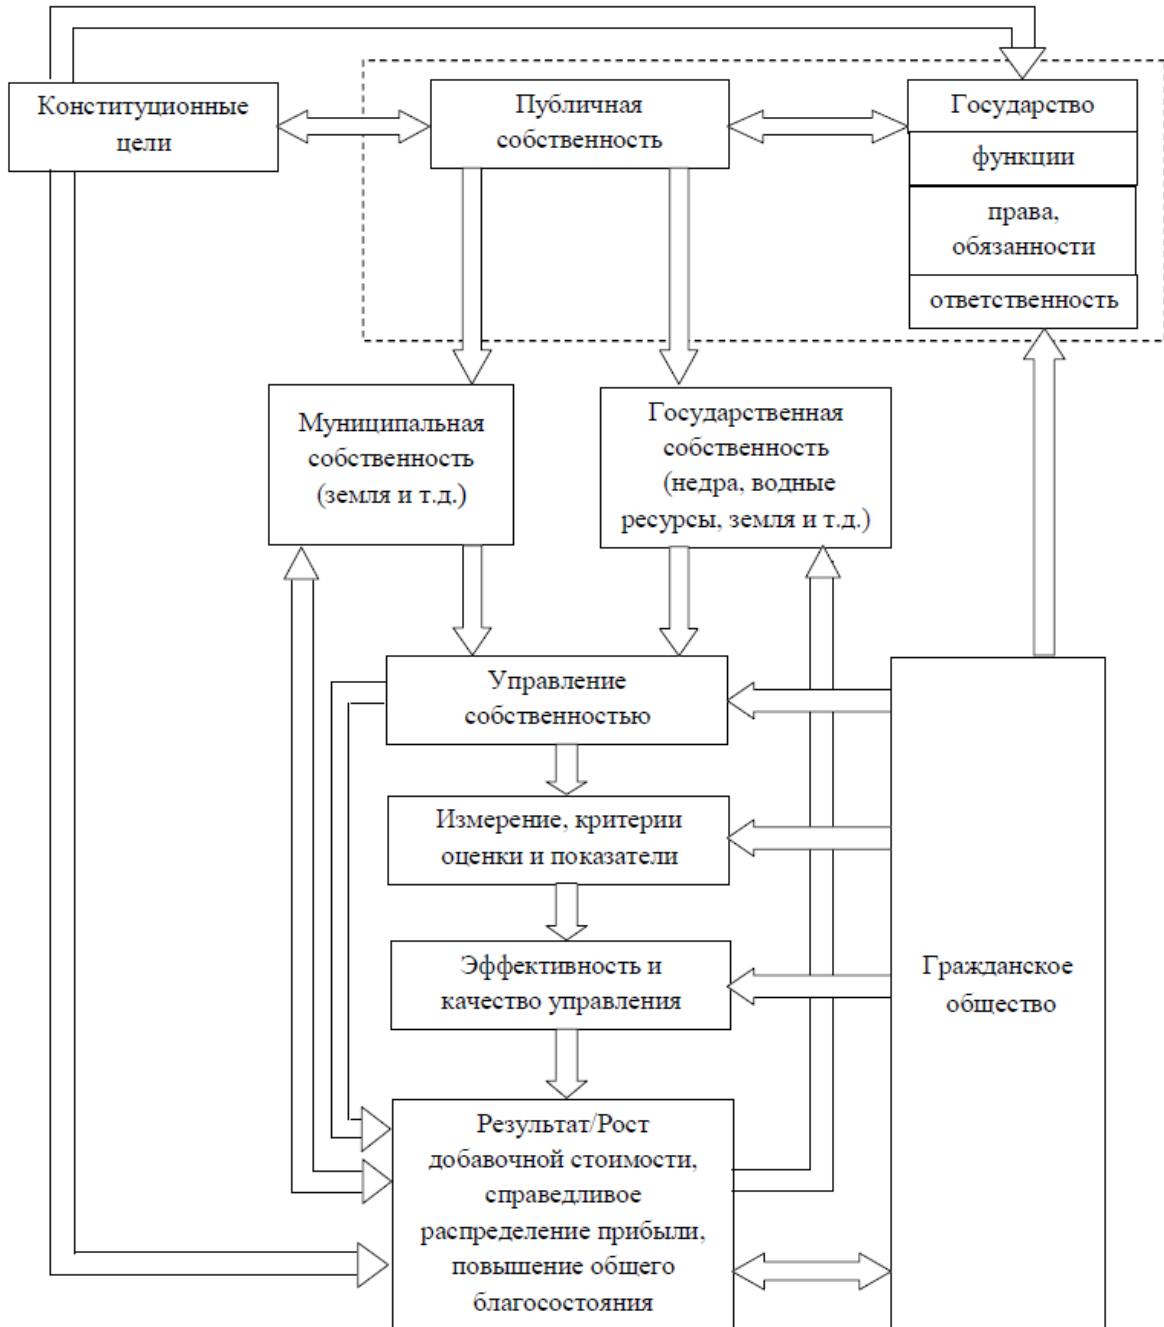 Конституционные
цели
Публичная
собственность
Государство
функции
права,
обязанности
ответственность
Муниципальная
собственность
(земля и т.д.)
Государственная
собственность
(недра, водные
ресурсы, земля и т.д.)
Управление
собственностью
Измерение, критерии
оценки и показатели
Эффективность и
качество управления
Гражданское
общество
Результат/Рост
добавочной стоимости,
справедливое
распределение прибыли,
повышение общего
благосостояния